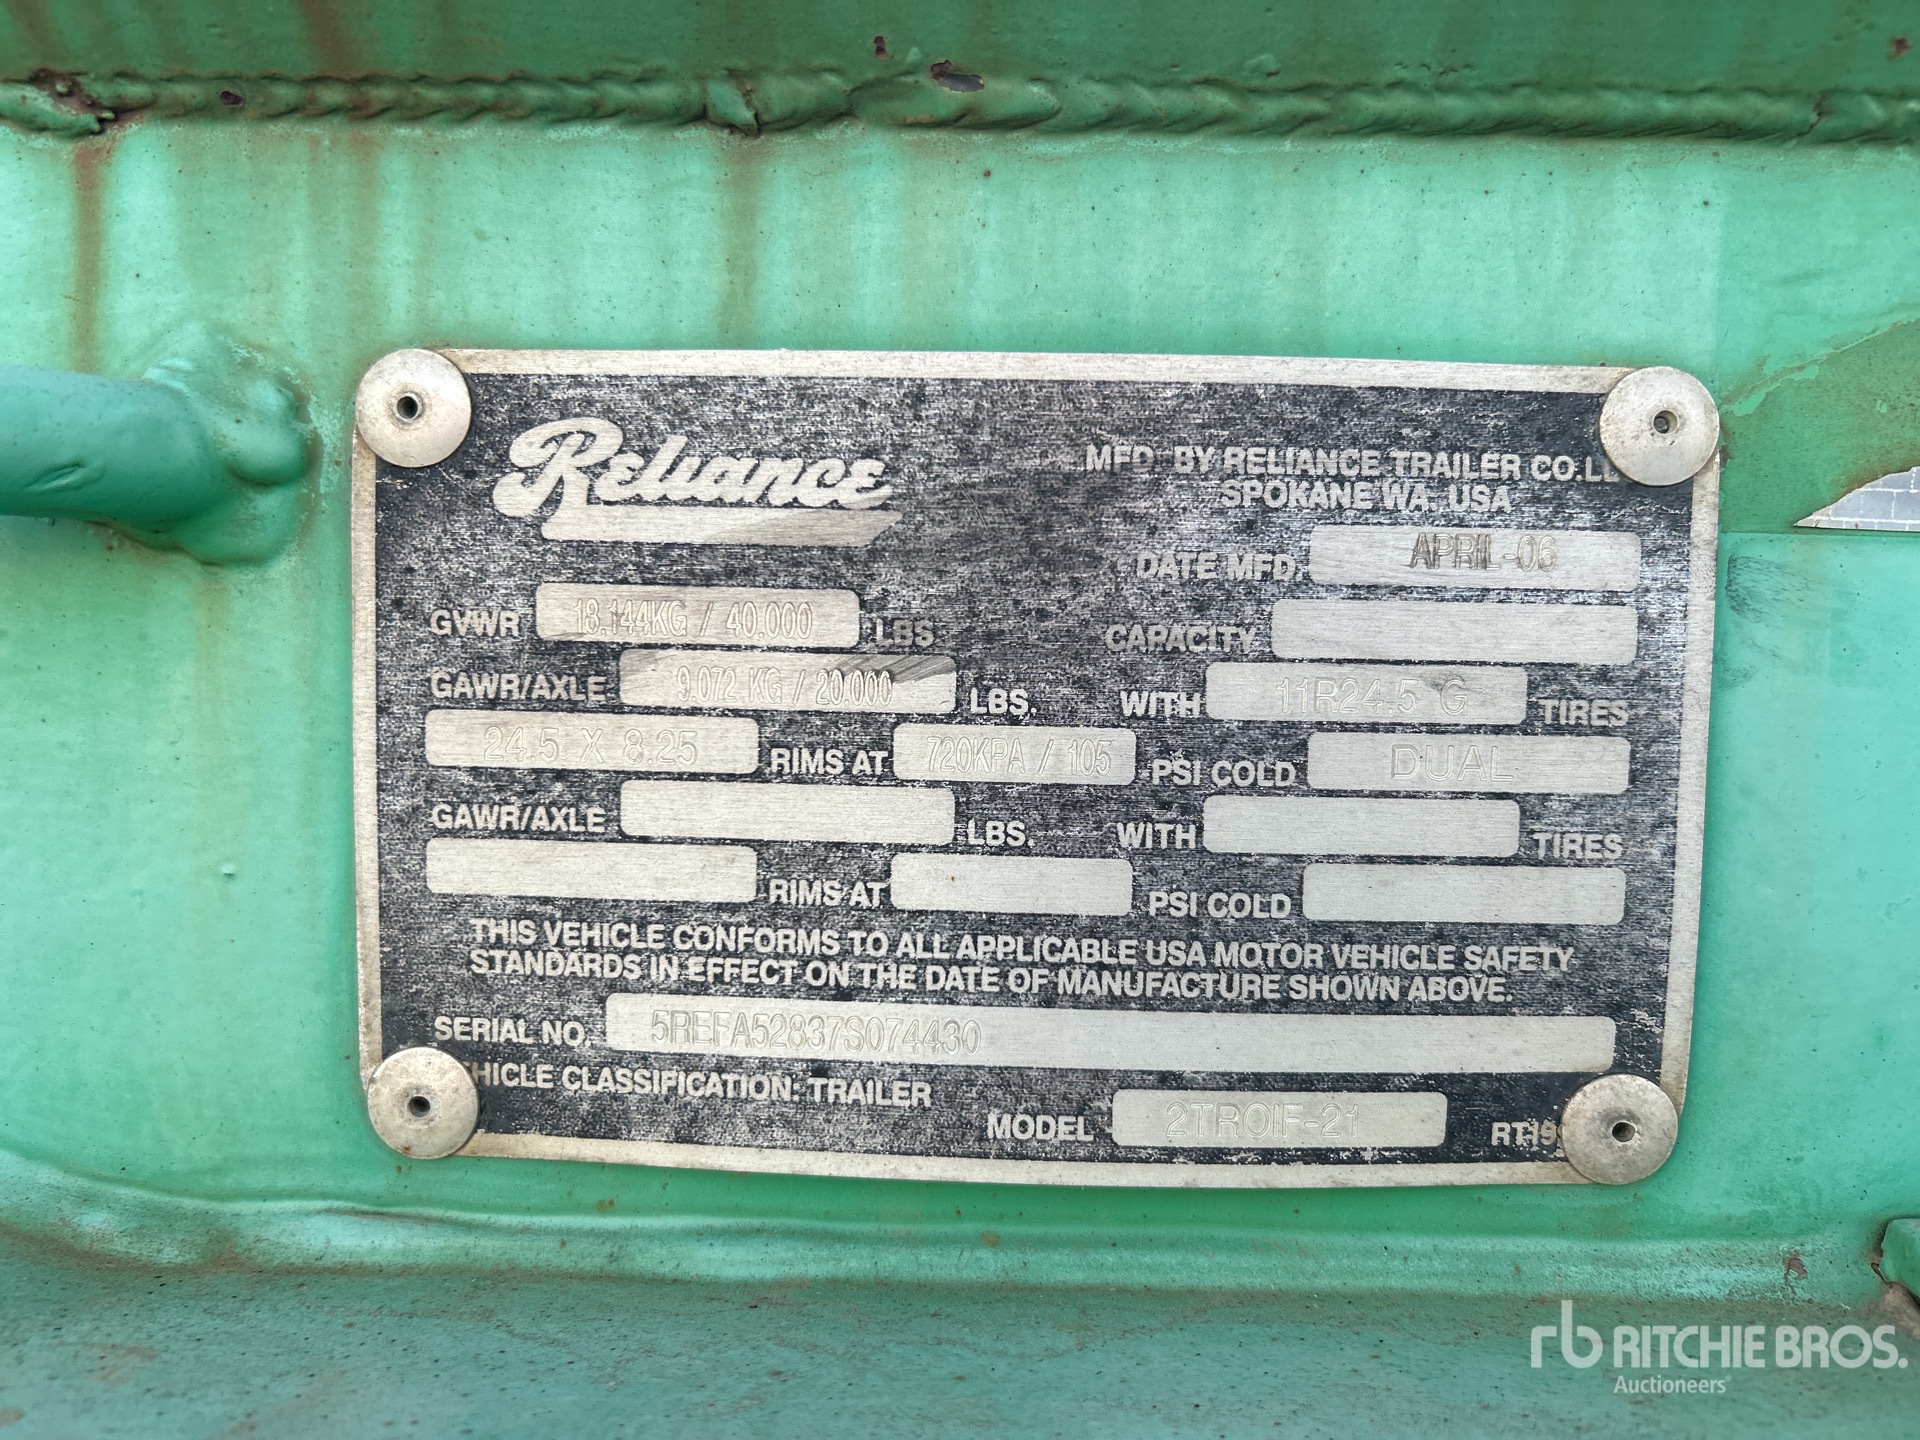 Reliance
MFD. BY RELIANCE TRAILER CO.
SPOKANE WA. USA
DATE MFD. APRIL-06
GVWR 18.144KG / 40.000 LBS.
CAPACITY
GAWR/AXLE 9.072 KG / 20.000 LBS. WITH 11R24.5 G TIRES
24.5 X 8.25 RIMS AT 720KPA / 105 PSI COLD DUAL
GAWR/AXLE LBS. WITH TIRES
RIMS AT PSI COLD
THIS VEHICLE CONFORMS TO ALL APPLICABLE USA MOTOR VEHICLE SAFETY
STANDARDS IN EFFECT ON THE DATE OF MANUFACTURE SHOWN ABOVE.
SERIAL NO. 5REFA52837S074430
VEHICLE CLASSIFICATION: TRAILER
MODEL 2TROIF-21
rb RITCHIE BROS.
Auctioneers